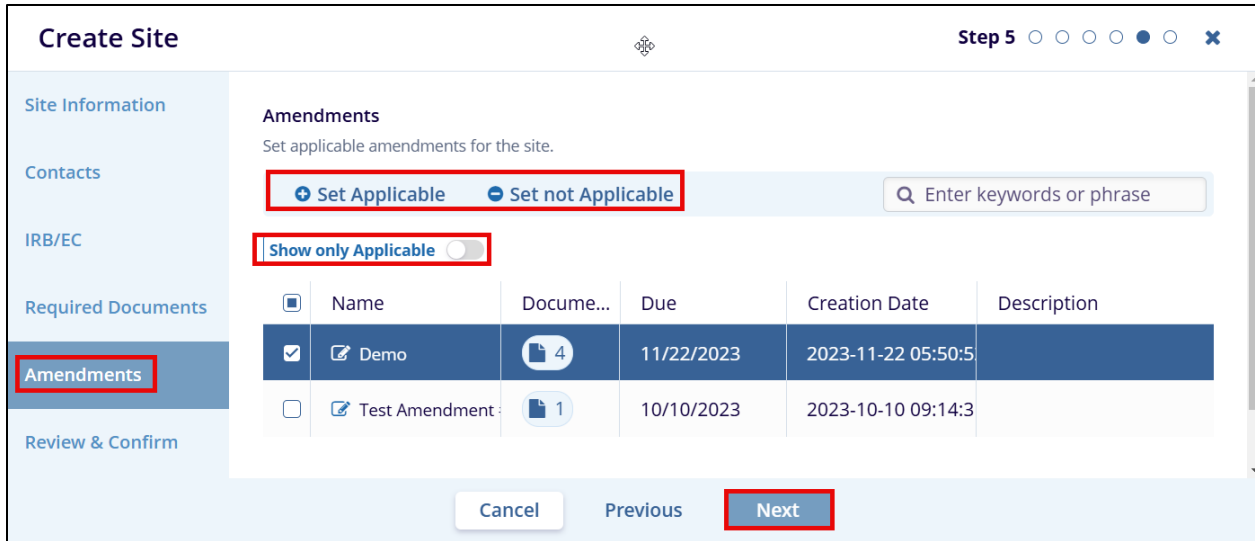 Create Site
Step 5
Site Information
Contacts
IRB/EC
Required Documents
Amendments
Review & Confirm
Amendments
Set applicable amendments for the site.
Set Applicable Set not Applicable Enter keywords or phrase
Show only Applicable
Name Docume... Due Creation Date Description
Demo 4 11/22/2023 2023-11-22 05:50:5
Test Amendment 1 10/10/2023 2023-10-10 09:14:3
Cancel Previous Next